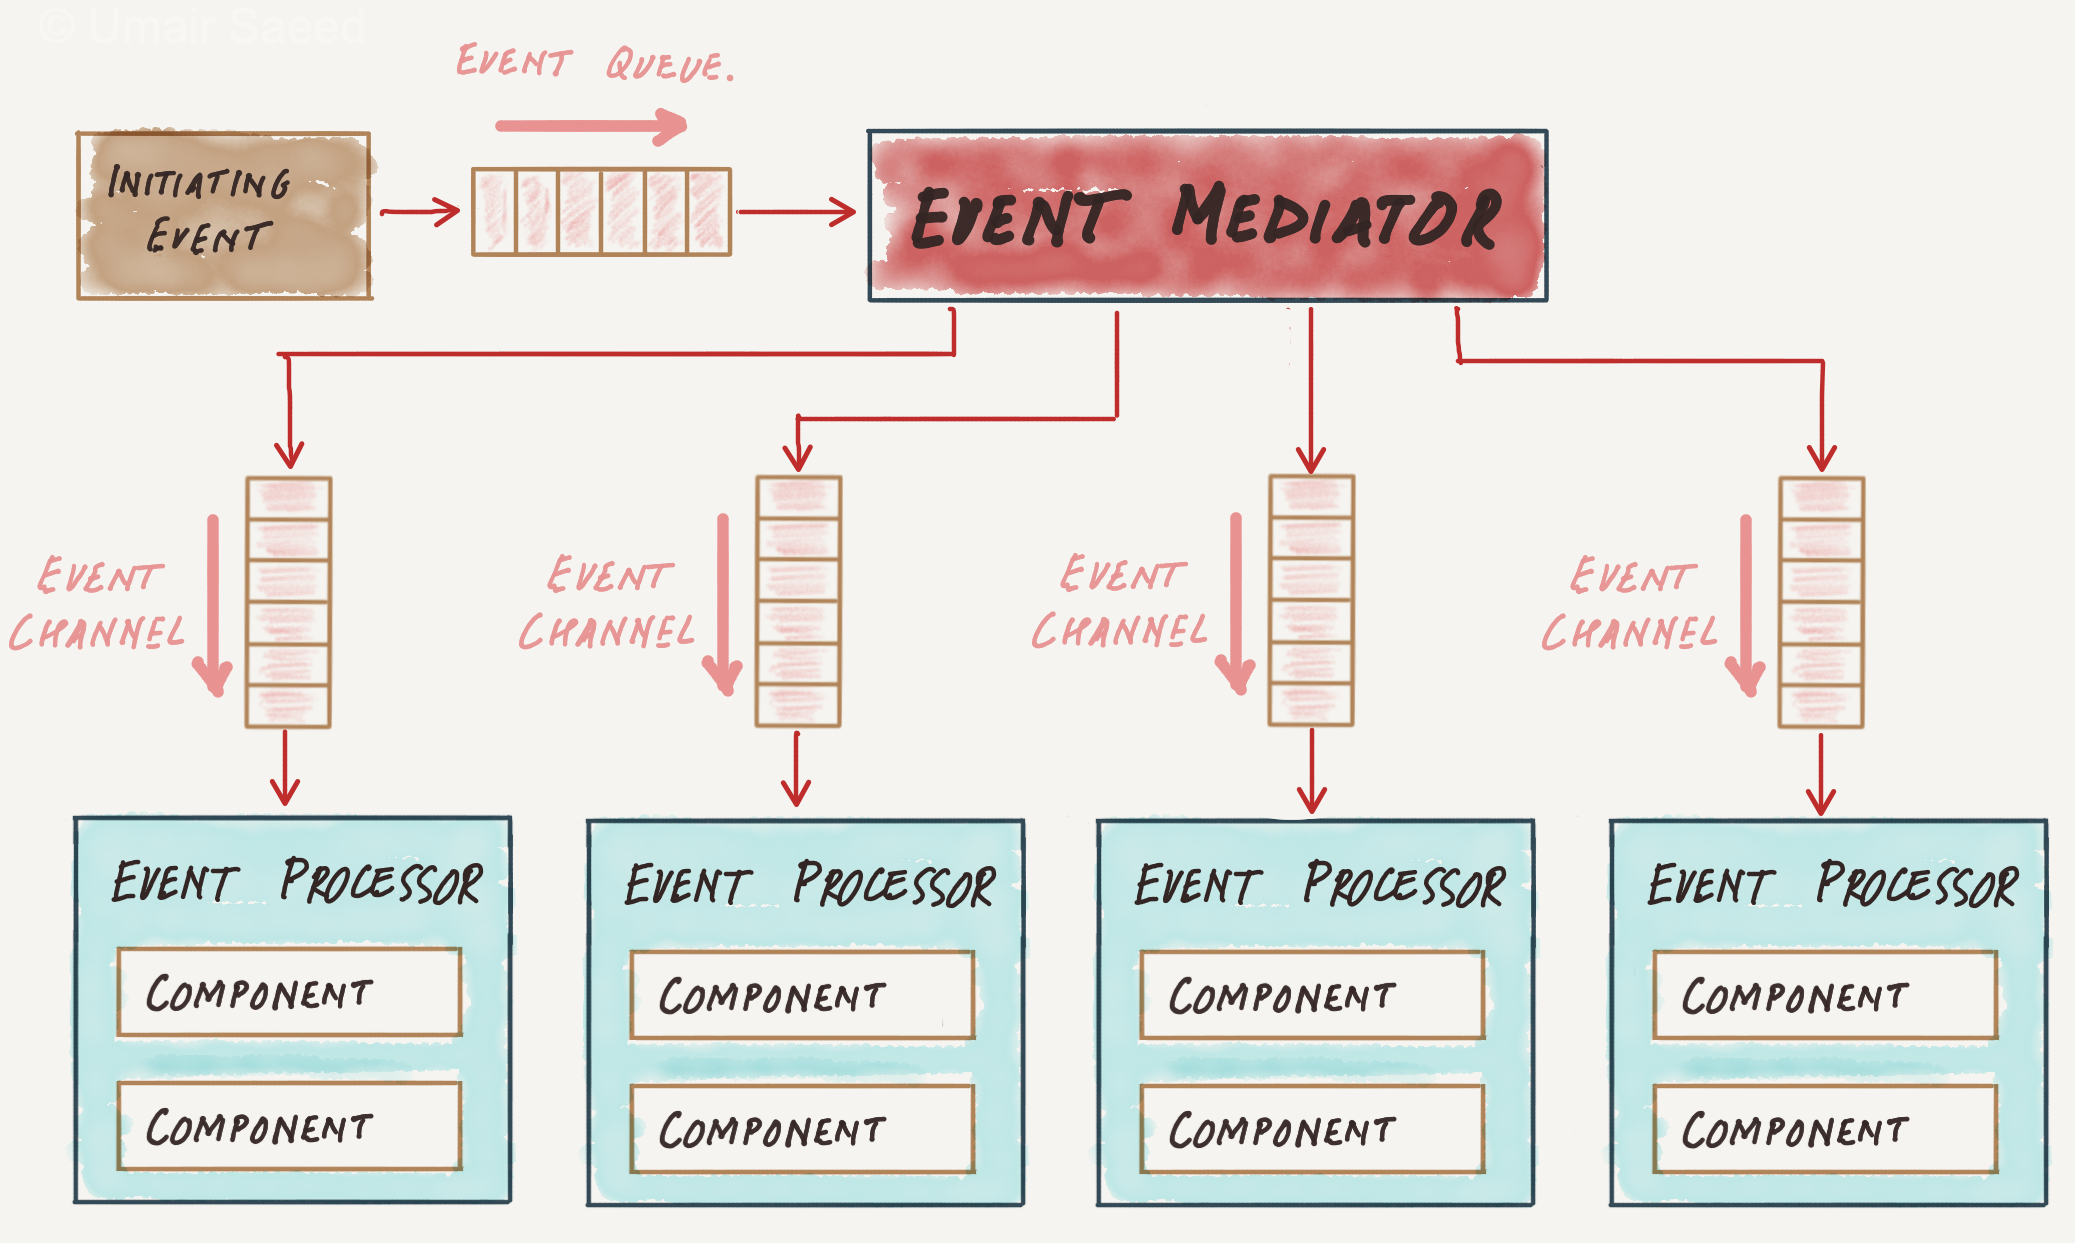 © Umair Saeed
EVENT QUEUE.
INITIATING
EVENT
EVENT MEDIATOR
EVENT
CHANNEL
EVENT
CHANNEL
EVENT
CHANNEL
EVENT
CHANNEL
EVENT PROCESSOR
COMPONENT
COMPONENT
EVENT PROCESSOR
COMPONENT
COMPONENT
EVENT PROCESSOR
COMPONENT
COMPONENT
EVENT PROCESSOR
COMPONENT
COMPONENT